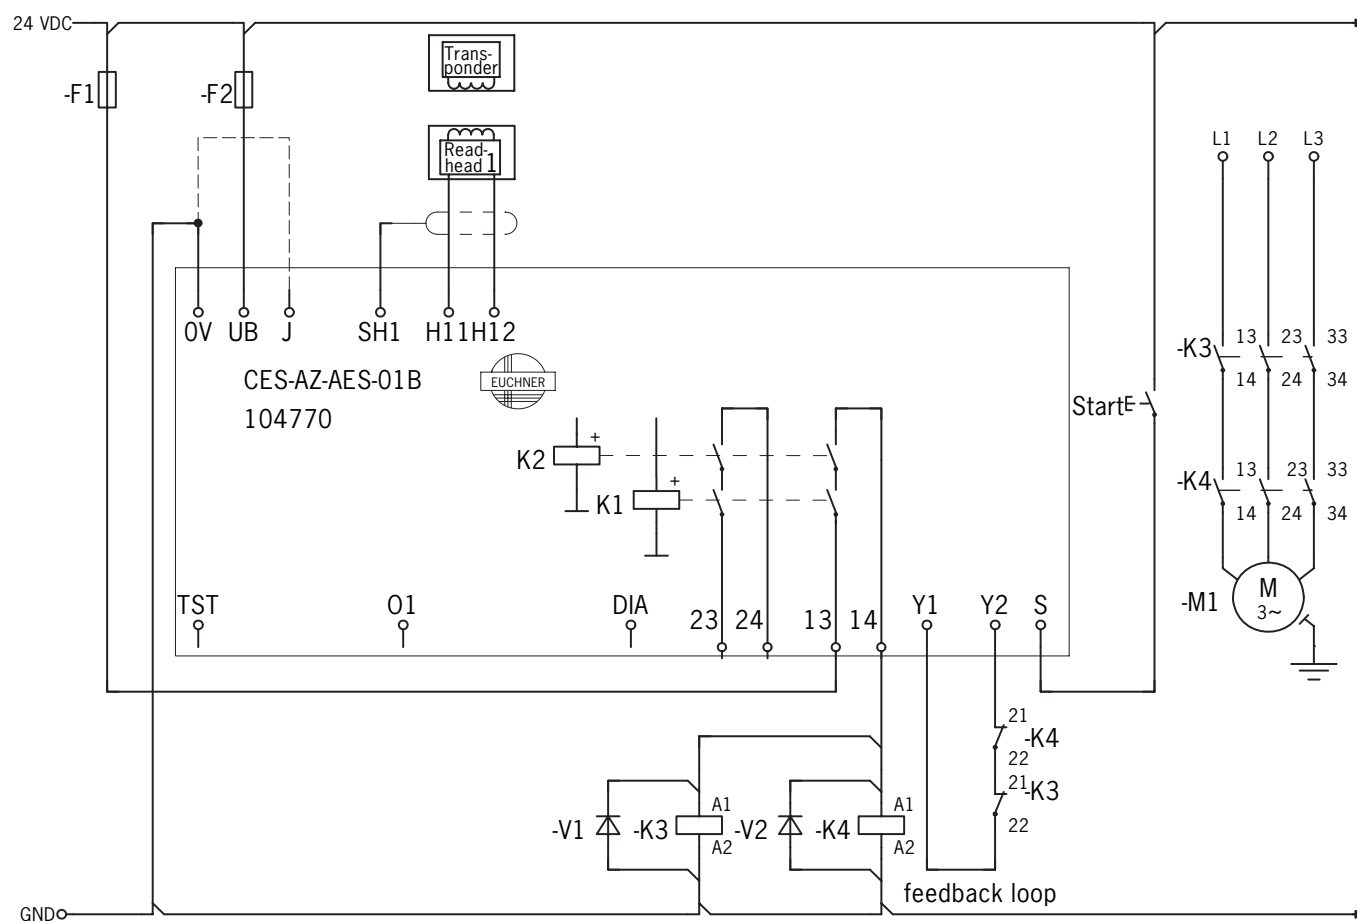 24 VDC
-F1
-F2
Trans-
ponder
Read-
head 1
L1 L2 L3
0V UB J SH1 H11 H12
CES-AZ-AES-01B
104770
EUCHNER
K2 +
K1 +
Start
-K3 13 23 33
14 24 34
-K4 13 23 33
14 24 34
-M1
M
3~
TST O1 DIA 23 24 13 14 Y1 Y2 S
21
-K4
22
21
-K3
22
-V1 -K3 A1
A2
-V2 -K4 A1
A2
feedback loop
GND